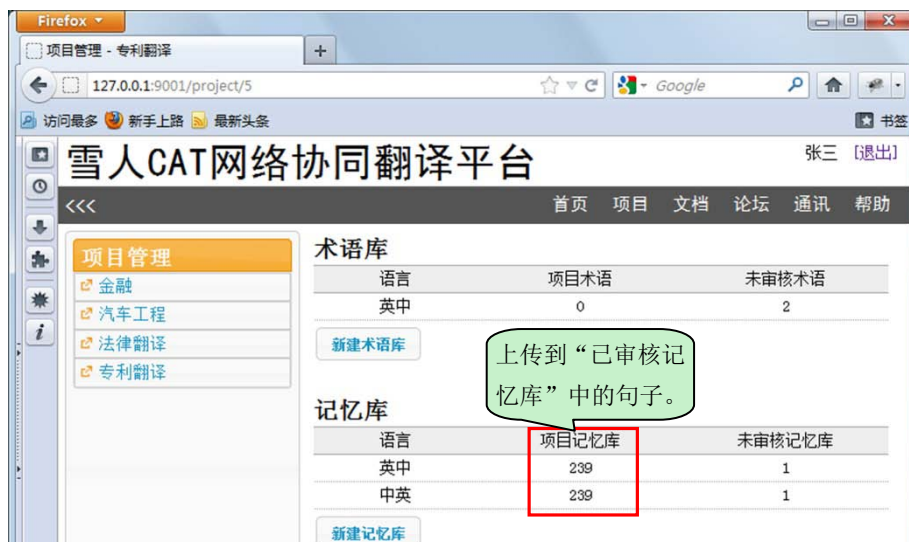 Firefox
项目管理 - 专利翻译
127.0.0.1:9001/project/5
Google
访问最多 新手上路 最新头条 书签
雪人CAT网络协同翻译平台
张三 [退出]
<<< 首页 项目 文档 论坛 通讯 帮助
项目管理
金融
汽车工程
法律翻译
专利翻译
术语库
语言 项目术语 未审核术语
英中 0 2
新建术语库
上传到“已审核记
忆库”中的句子。
记忆库
语言 项目记忆库 未审核记忆库
英中 239 1
中英 239 1
新建记忆库